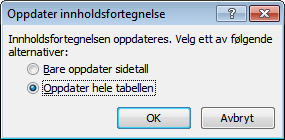 Oppdater innholdsfortegnelse
Innholdsfortegnelsen oppdateres. Velg ett av følgende
alternativer:
Bare oppdater sidetall
Oppdater hele tabellen
OK
Avbryt